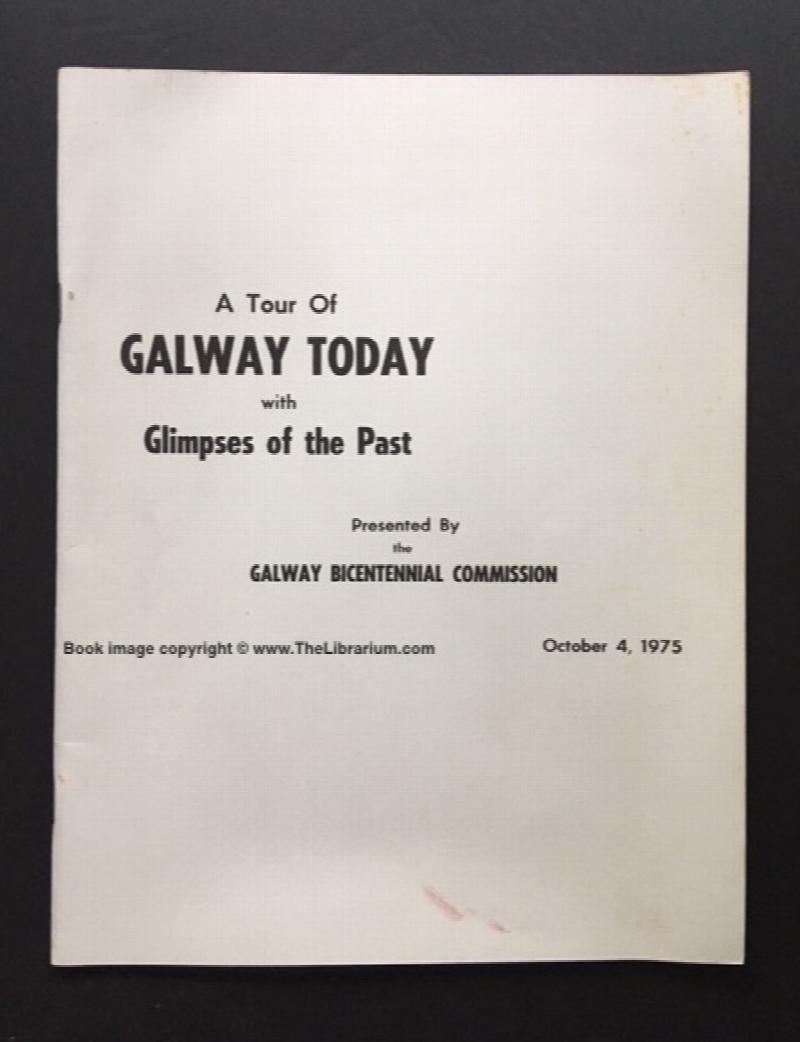 A Tour Of
GALWAY TODAY
with
Glimpses of the Past
Presented By
the
GALWAY BICENTENNIAL COMMISSION
Book image copyright © www.TheLibrarium.com
October 4, 1975